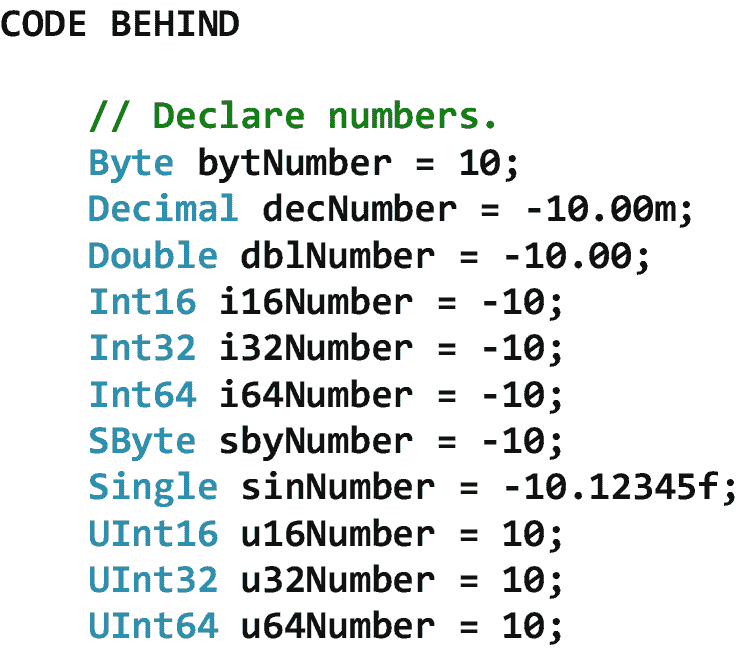 CODE BEHIND
// Declare numbers.
Byte bytNumber = 10;
Decimal decNumber = -10.00m;
Double dblNumber = -10.00;
Int16 i16Number = -10;
Int32 i32Number = -10;
Int64 i64Number = -10;
SByte sbyNumber = -10;
Single sinNumber = -10.12345f;
UInt16 u16Number = 10;
UInt32 u32Number = 10;
UInt64 u64Number = 10;